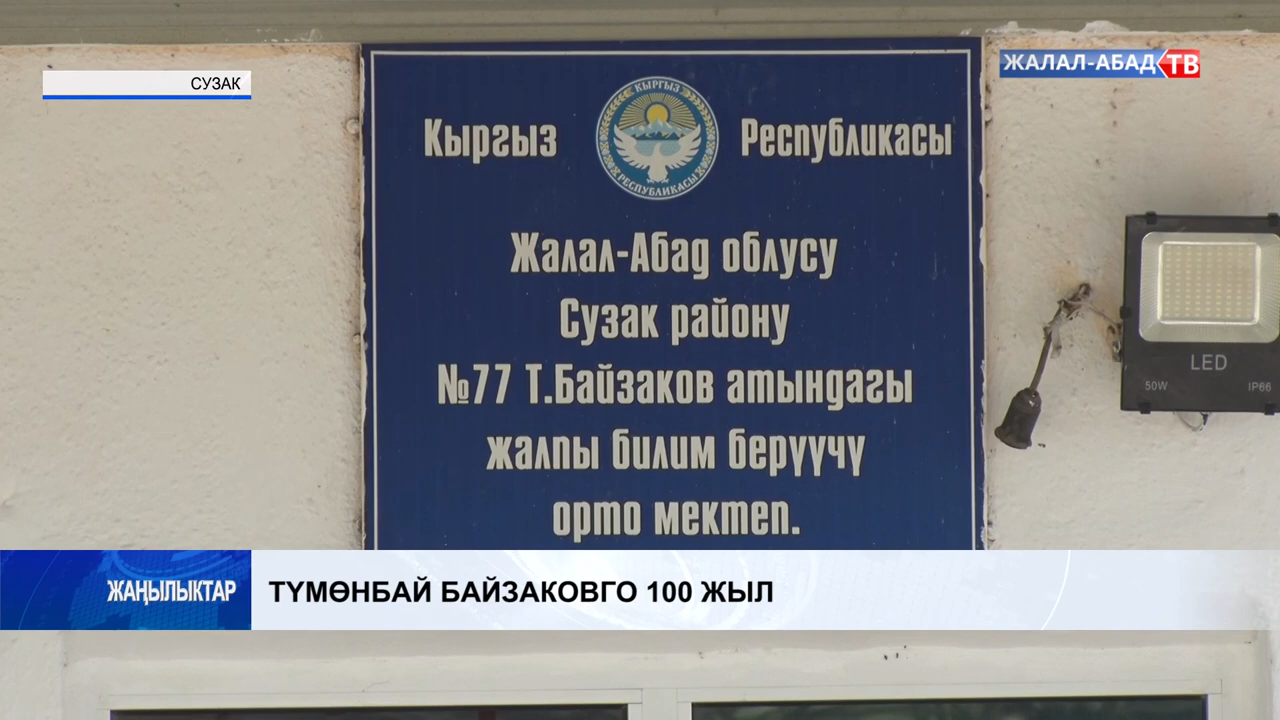 СУЗАК
ЖАЛАЛ-АБАД ТВ
Кыргыз Республикасы
КЫРГЫЗ
РЕСПУБЛИКАСЫ
Жалал-Абад облусу
Сузак району
№77 Т.Байзаков атындагы
жалпы билим берүүчү
орто мектеп.
LED
50W IP66
ЖАҢЫЛЫКТАР
ТҮМӨНБАЙ БАЙЗАКОВГО 100 ЖЫЛ